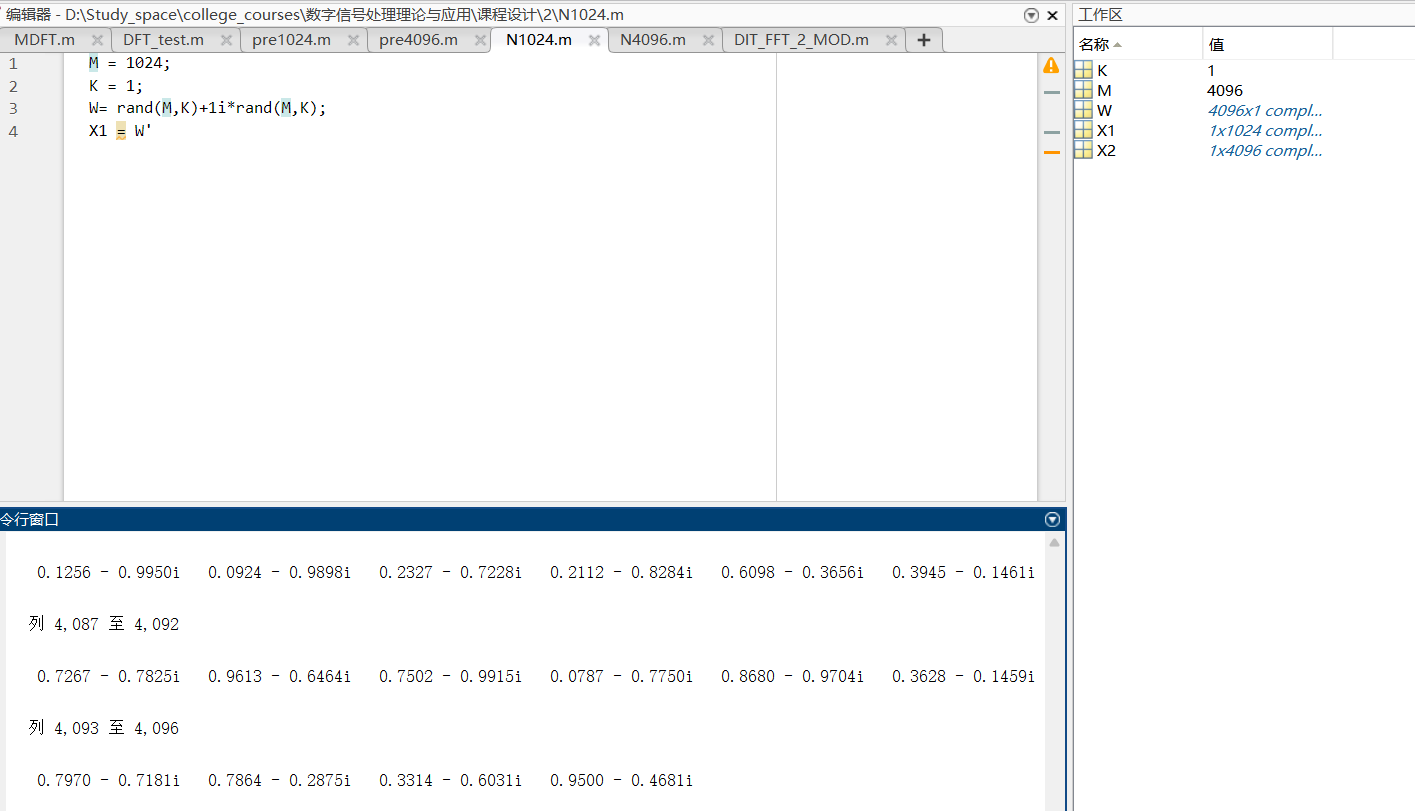 编辑器 - D:\Study_space\college_courses\数字信号处理理论与应用\课程设计\2\N1024.m
MDFT.m DFT_test.m pre1024.m pre4096.m N1024.m N4096.m DIT_FFT_2_MOD.m +
1 M = 1024;
2 K = 1;
3 W= rand(M,K)+1i*rand(M,K);
4 X1 = W'
令行窗口
0.1256 - 0.9950i 0.0924 - 0.9898i 0.2327 - 0.7228i 0.2112 - 0.8284i 0.6098 - 0.3656i 0.3945 - 0.1461i
列 4,087 至 4,092
0.7267 - 0.7825i 0.9613 - 0.6464i 0.7502 - 0.9915i 0.0787 - 0.7750i 0.8680 - 0.9704i 0.3628 - 0.1459i
列 4,093 至 4,096
0.7970 - 0.7181i 0.7864 - 0.2875i 0.3314 - 0.6031i 0.9500 - 0.4681i
工作区
名称 值
K 1
M 4096
W 4096x1 compl...
X1 1x1024 compl...
X2 1x4096 compl...